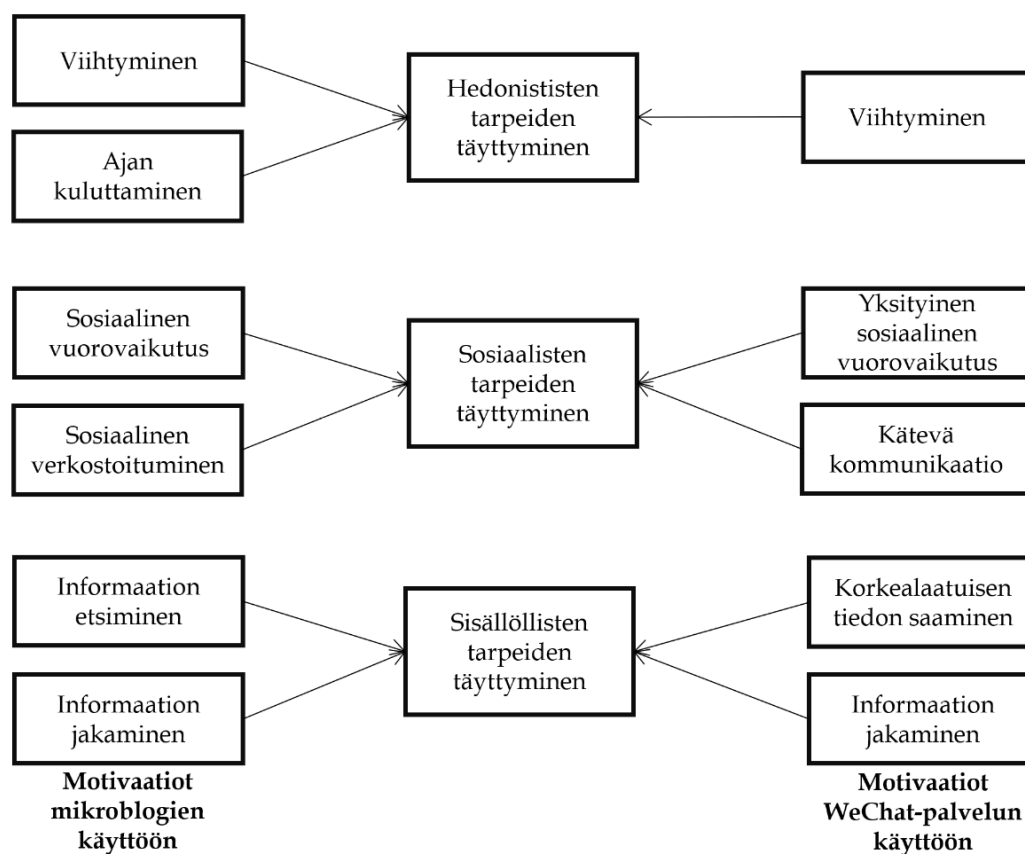 Viihtyminen
Ajan
kuluttaminen
Hedonististen
tarpeiden
täyttyminen
Viihtyminen
Sosiaalinen
vuorovaikutus
Sosiaalinen
verkostoituminen
Sosiaalisten
tarpeiden
täyttyminen
Yksityinen
sosiaalinen
vuorovaikutus
Kätevä
kommunikaatio
Informaation
etsiminen
Informaation
jakaminen
Sisällöllisten
tarpeiden
täyttyminen
Korkealaatuisen
tiedon saaminen
Informaation
jakaminen
Motivaatiot
mikroblogien
käyttöön
Motivaatiot
WeChat-palvelun
käyttöön